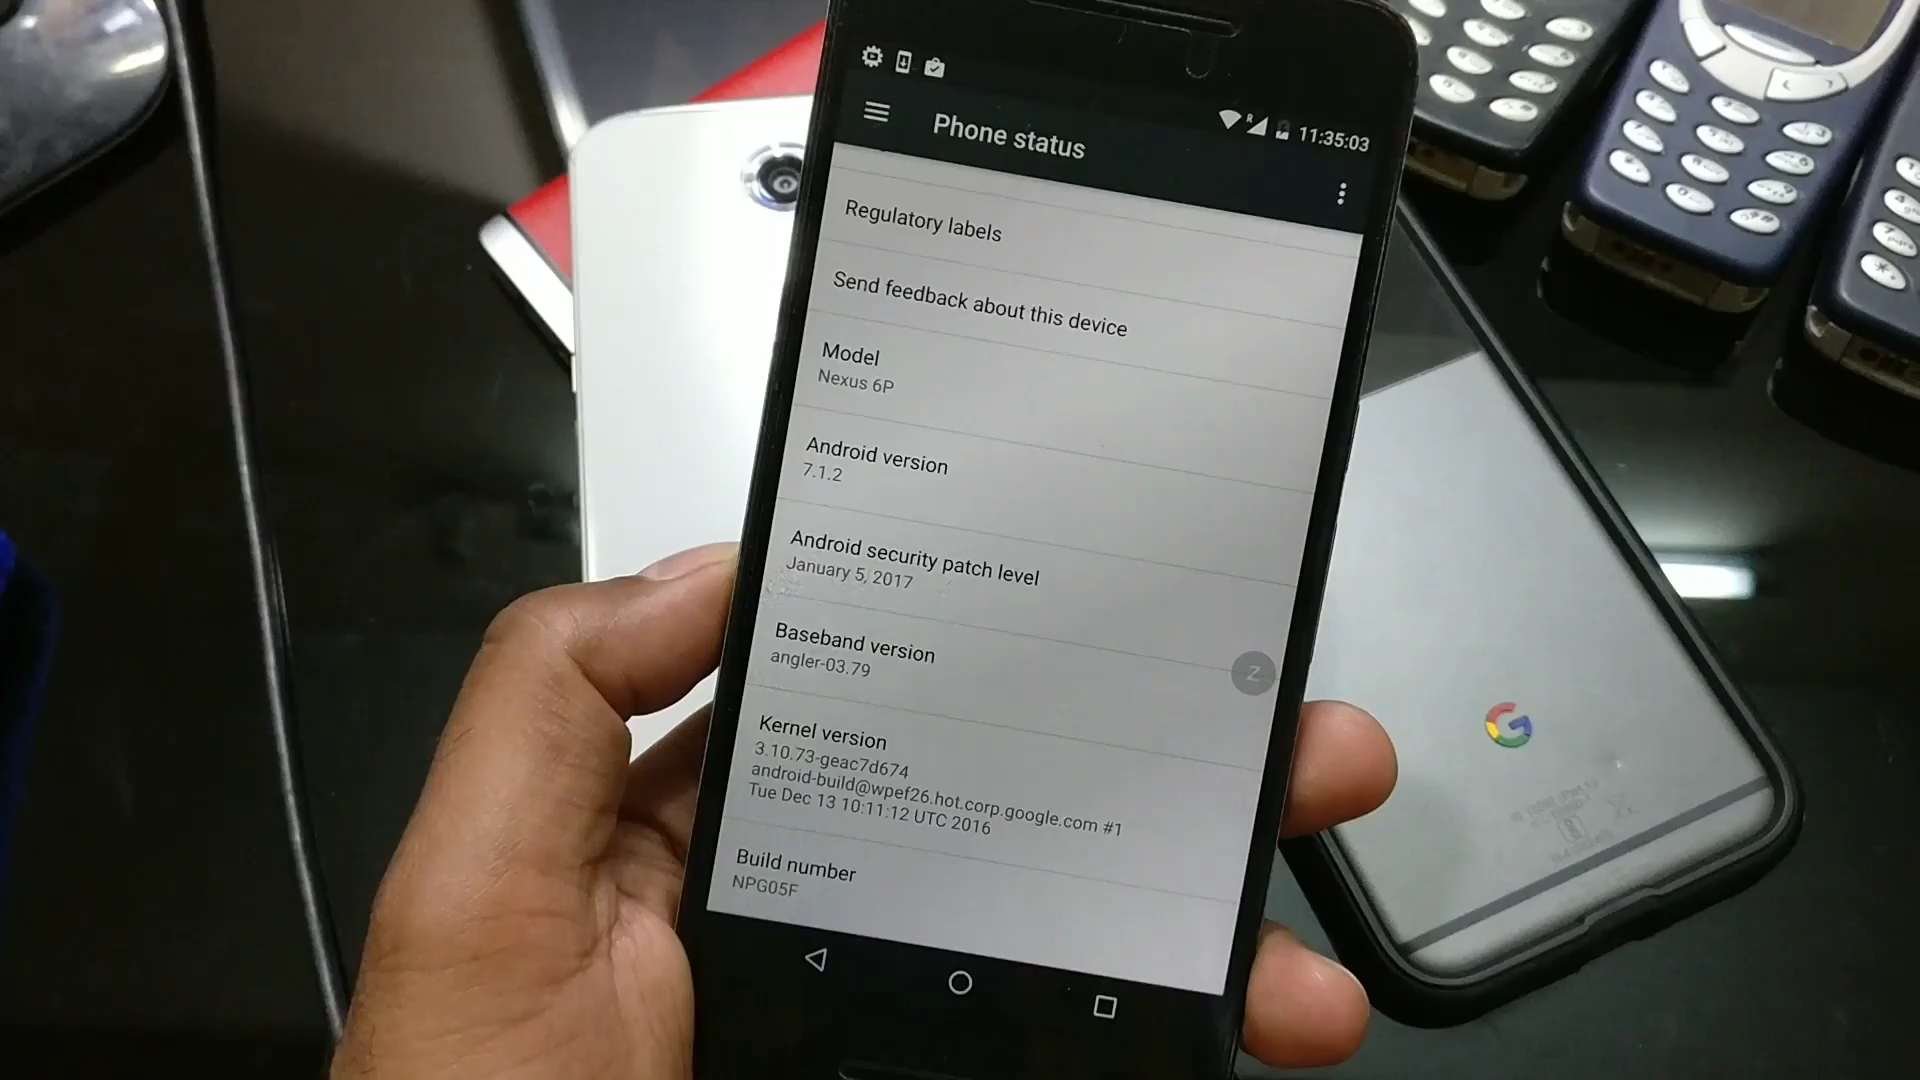 11:35:03
Phone status
Regulatory labels
Send feedback about this device
Model
Nexus 6P
Android version
7.1.2
Android security patch level
January 5, 2017
Baseband version
angler-03.79
Z
Kernel version
3.10.73-geac7d674
android-build@wpef26.hot.corp.google.com #1
Tue Dec 13 10:11:12 UTC 2016
Build number
NPG05F
G